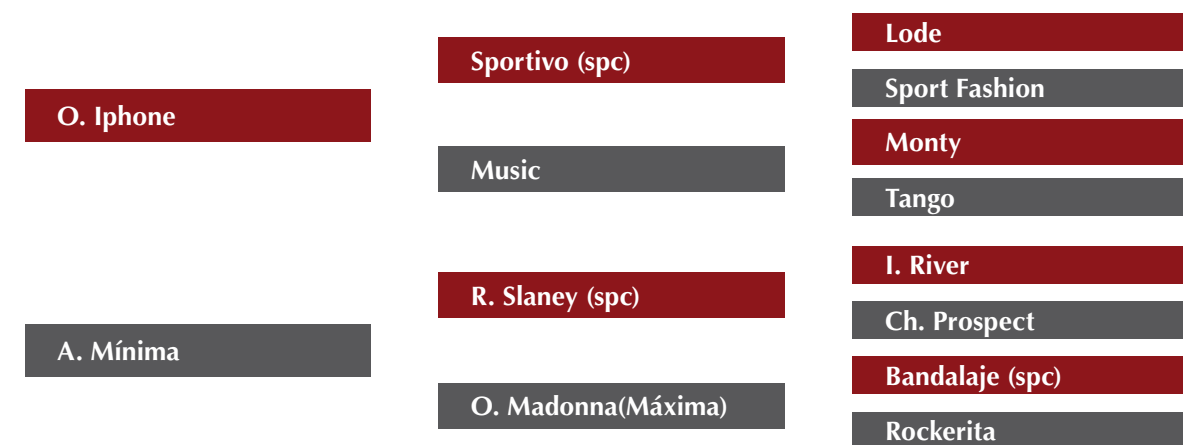 O. Iphone
A. Mínima
Sportivo (spc)
Music
R. Slaney (spc)
O. Madonna(Máxima)
Lode
Sport Fashion
Monty
Tango
I. River
Ch. Prospect
Bandalaje (spc)
Rockerita